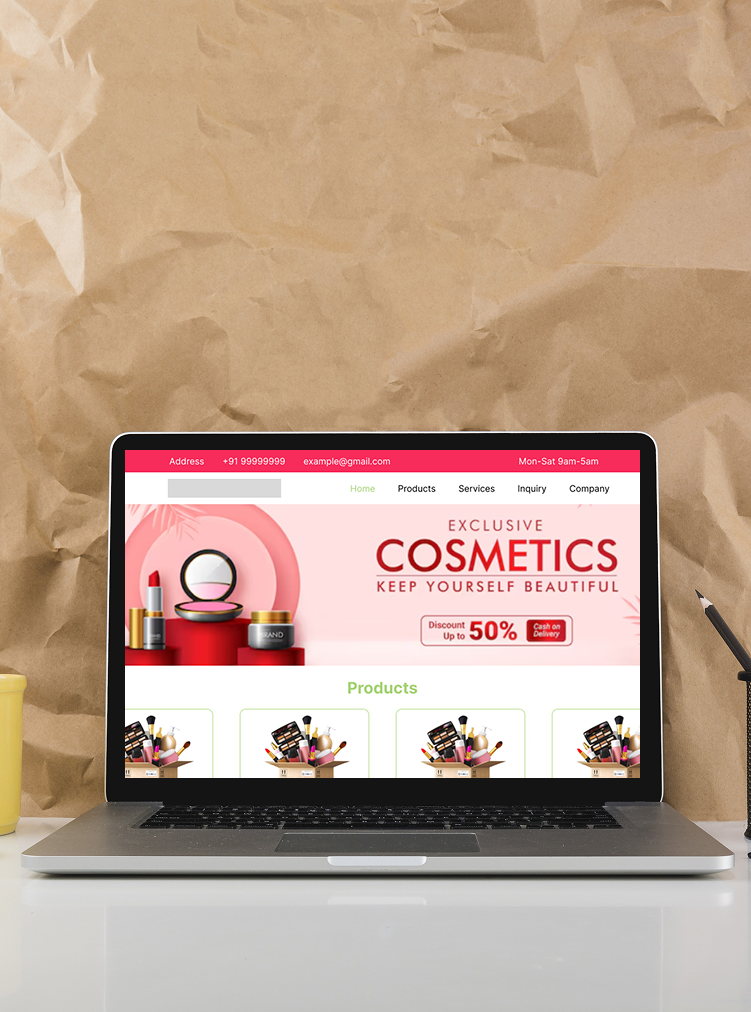 Address +91 99999999 example@gmail.com Mon-Sat 9am-5am
Home Products Services Inquiry Company
EXCLUSIVE
COSMETICS
KEEP YOURSELF BEAUTIFUL
Discount
Up to 50% Cash on
Delivery
BRAND
Products